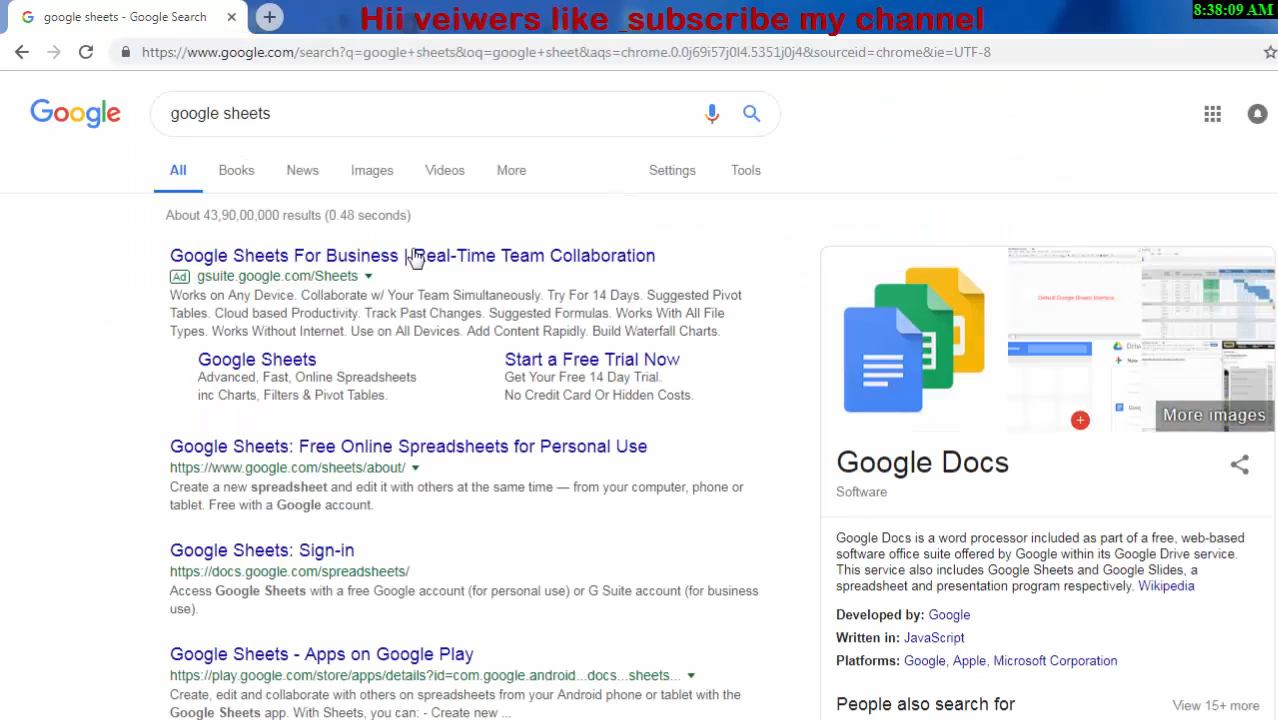 google sheets - Google Search
Hii veiwers like _subscribe my channel
8:38:09 AM
https://www.google.com/search?q=google+sheets&oq=google+sheet&aqs=chrome.0.0j69i57j0l4.5351j0j4&sourceid=chrome&ie=UTF-8
Google
google sheets
All Books News Images Videos More Settings Tools
About 43,90,00,000 results (0.48 seconds)
Google Sheets For Business | Real-Time Team Collaboration
Ad gsuite.google.com/Sheets
Works on Any Device. Collaborate w/ Your Team Simultaneously. Try For 14 Days. Suggested Pivot
Tables. Cloud based Productivity. Track Past Changes. Suggested Formulas. Works With All File
Types. Works Without Internet. Use on All Devices. Add Content Rapidly. Build Waterfall Charts.
Google Sheets
Advanced, Fast, Online Spreadsheets
inc Charts, Filters & Pivot Tables.
Start a Free Trial Now
Get Your Free 14 Day Trial.
No Credit Card Or Hidden Costs.
Google Sheets: Free Online Spreadsheets for Personal Use
https://www.google.com/sheets/about/
Create a new spreadsheet and edit it with others at the same time — from your computer, phone or
tablet. Free with a Google account.
Google Sheets: Sign-in
https://docs.google.com/spreadsheets/
Access Google Sheets with a free Google account (for personal use) or G Suite account (for business
use).
Google Sheets - Apps on Google Play
https://play.google.com/store/apps/details?id=com.google.android...docs...sheets...
Create, edit and collaborate with others on spreadsheets from your Android phone or tablet with the
Google Sheets app. With Sheets, you can: - Create new ...
Default Google Sheets Interface
More images
Google Docs
Software
Google Docs is a word processor included as part of a free, web-based
software office suite offered by Google within its Google Drive service.
This service also includes Google Sheets and Google Slides, a
spreadsheet and presentation program respectively. Wikipedia
Developed by: Google
Written in: JavaScript
Platforms: Google, Apple, Microsoft Corporation
People also search for
View 15+ more